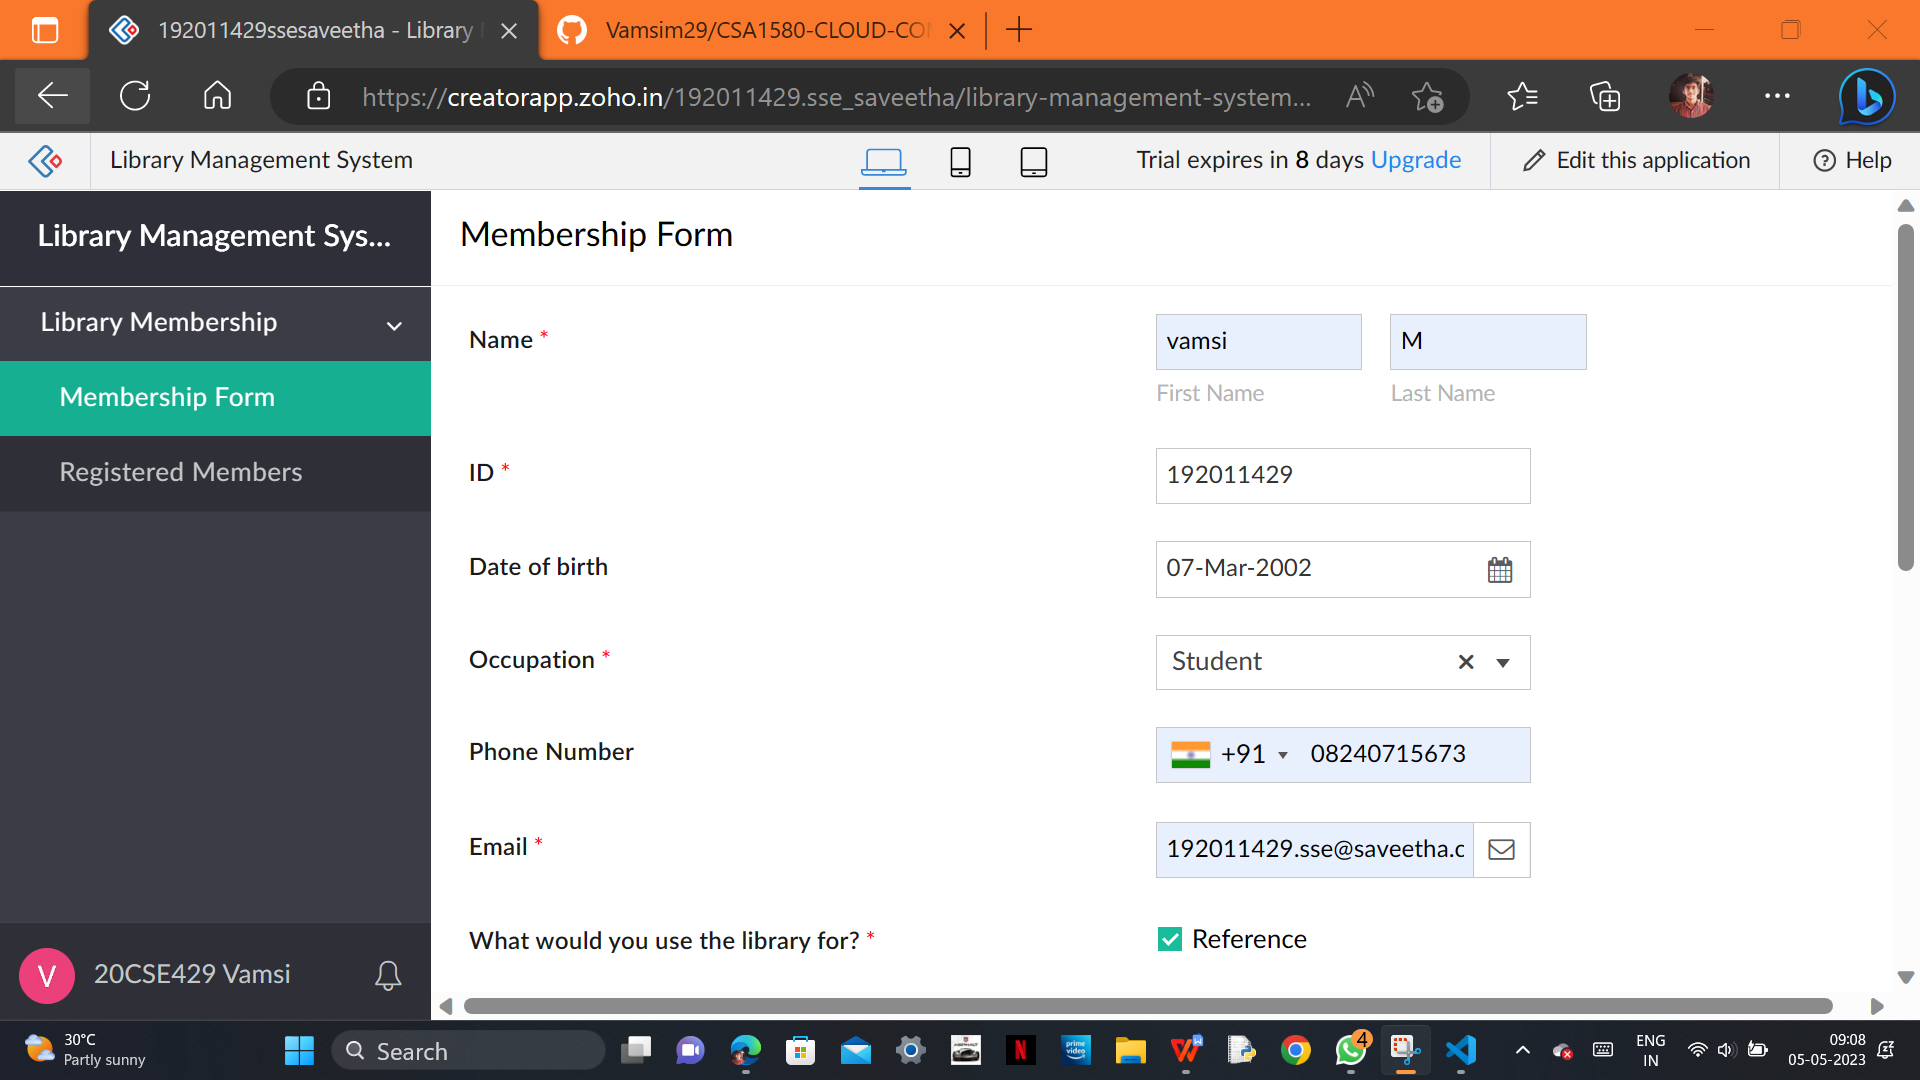 192011429ssesaveetha - Library
Vamsim29/CSA1580-CLOUD-CO
https://creatorapp.zoho.in/192011429.sse_saveetha/library-management-system...
Library Management System
Trial expires in 8 days Upgrade
Edit this application
Help
Library Management Sys...
Membership Form
Library Membership
Membership Form
Registered Members
Name *
vamsi
M
First Name
Last Name
ID *
192011429
Date of birth
07-Mar-2002
Occupation *
Student
Phone Number
+91
08240715673
Email *
192011429.sse@saveetha.c
What would you use the library for? *
Reference
V
20CSE429 Vamsi
30°C
Partly sunny
Search
prime video
4
ENG
IN
09:08
05-05-2023